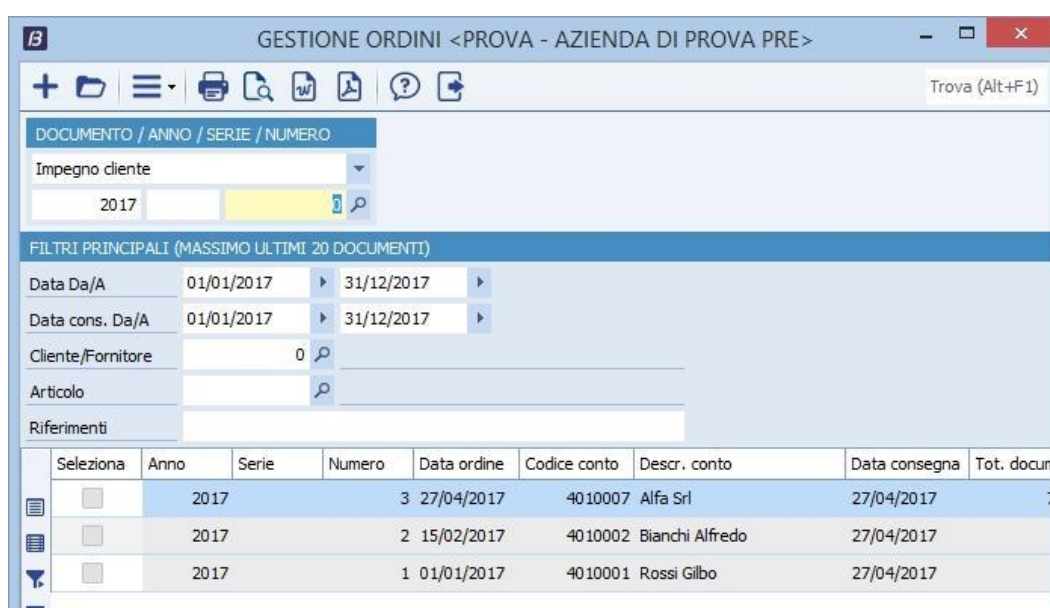 GESTIONE ORDINI <PROVA - AZIENDA DI PROVA PRE>
Trova (Alt+F1)
DOCUMENTO / ANNO / SERIE / NUMERO
Impegno cliente
2017 0
FILTRI PRINCIPALI (MASSIMO ULTIMI 20 DOCUMENTI)
Data Da/A 01/01/2017 31/12/2017
Data cons. Da/A 01/01/2017 31/12/2017
Cliente/Fornitore 0
Articolo
Riferimenti
Seleziona Anno Serie Numero Data ordine Codice conto Descr. conto Data consegna Tot. docum
2017 3 27/04/2017 4010007 Alfa Srl 27/04/2017
2017 2 15/02/2017 4010002 Bianchi Alfredo 27/04/2017
2017 1 01/01/2017 4010001 Rossi Gilbo 27/04/2017